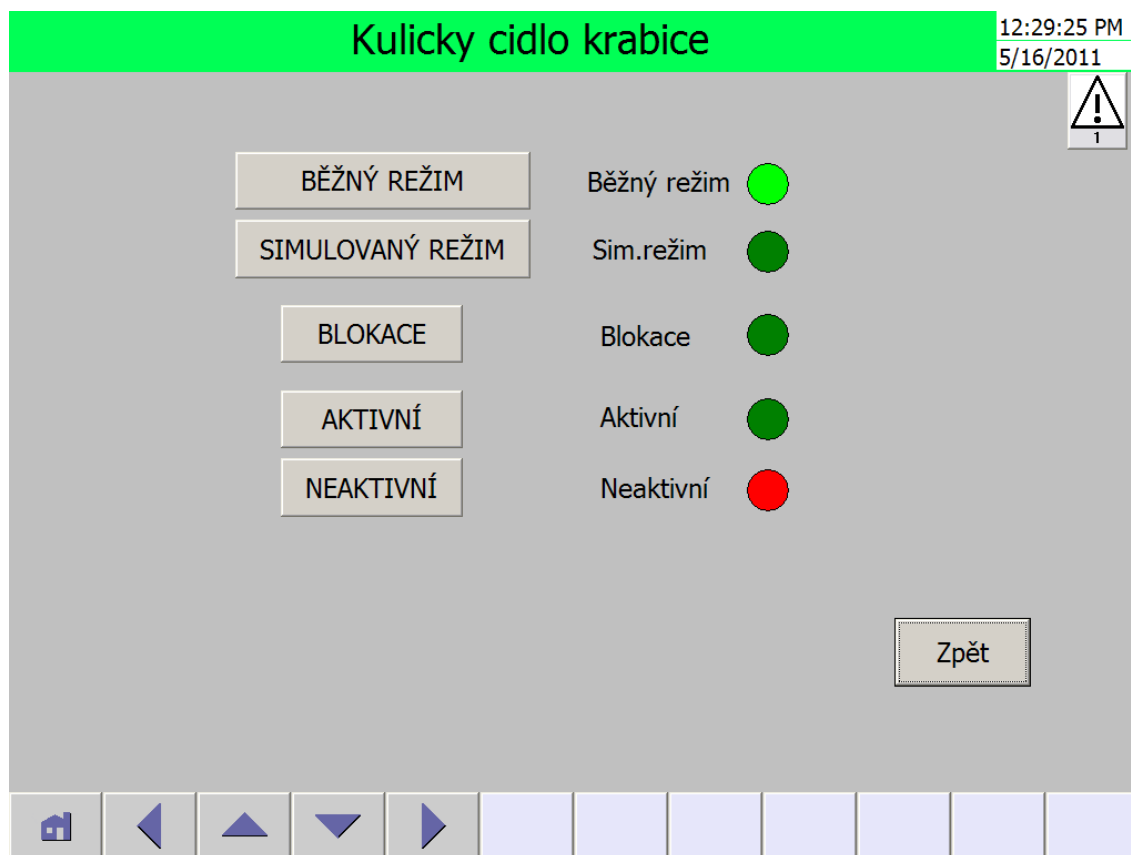 Kulicky cidlo krabice
12:29:25 PM
5/16/2011
1
BĚŽNÝ REŽIM
Běžný režim
SIMULOVANÝ REŽIM
Sim.režim
BLOKACE
Blokace
AKTIVNÍ
Aktivní
NEAKTIVNÍ
Neaktivní
Zpět